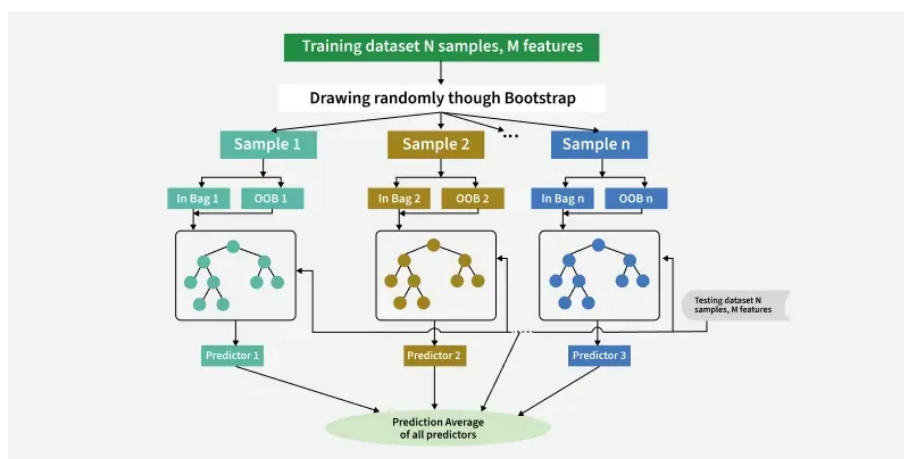 Training dataset N samples, M features
Drawing randomly though Bootstrap
...
Sample 1
Sample 2
Sample n
In Bag 1
OOB 1
In Bag 2
OOB 2
In Bag n
OOB n
Testing dataset N
samples, M features
Predictor 1
Predictor 2
Predictor 3
Prediction Average
of all predictors